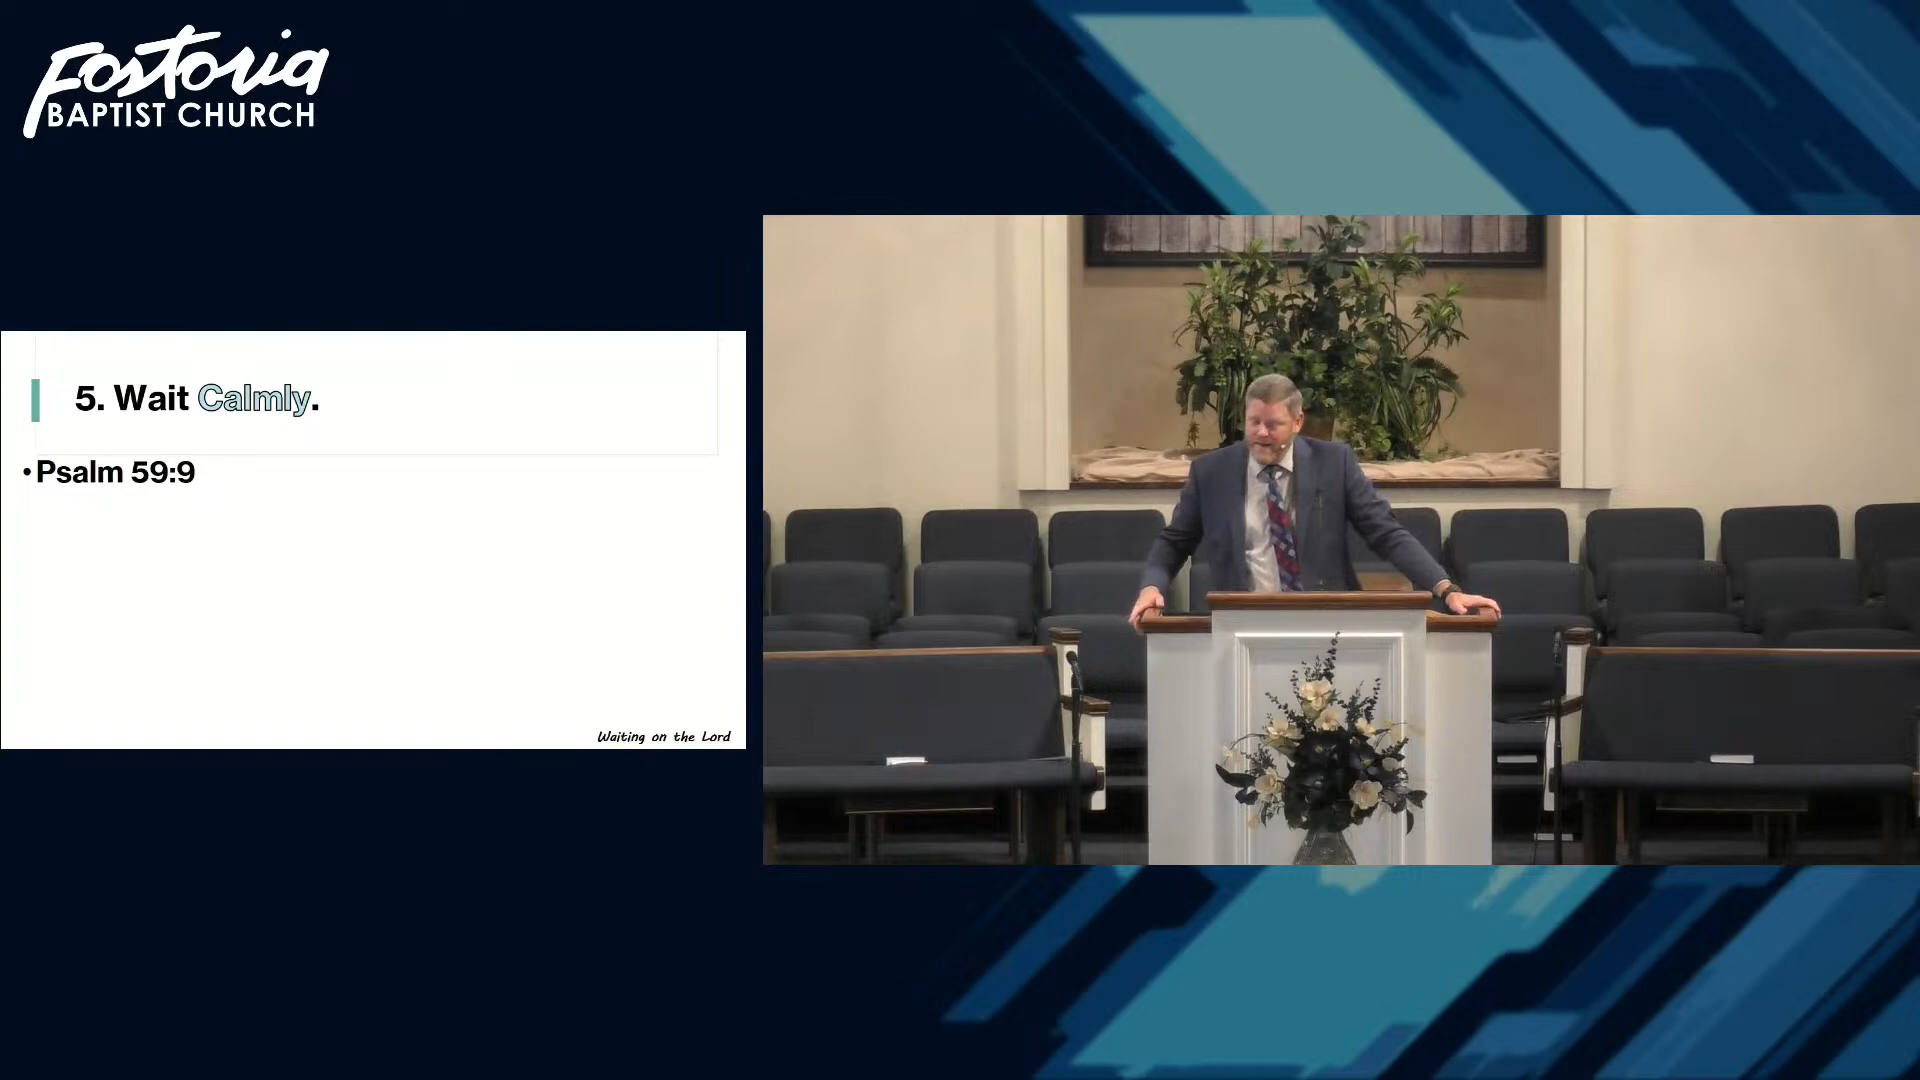 Fostoria
BAPTIST CHURCH
5. Wait Calmly.
•Psalm 59:9
Waiting on the Lord